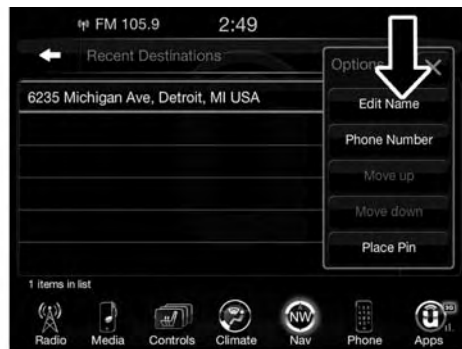 FM 105.9 2:49
Recent Destinations
Options X
6235 Michigan Ave, Detroit, MI USA
Edit Name
Phone Number
Move up
Move down
Place Pin
1 items in list
NW
Radio Media Controls Climate Nav Phone Apps